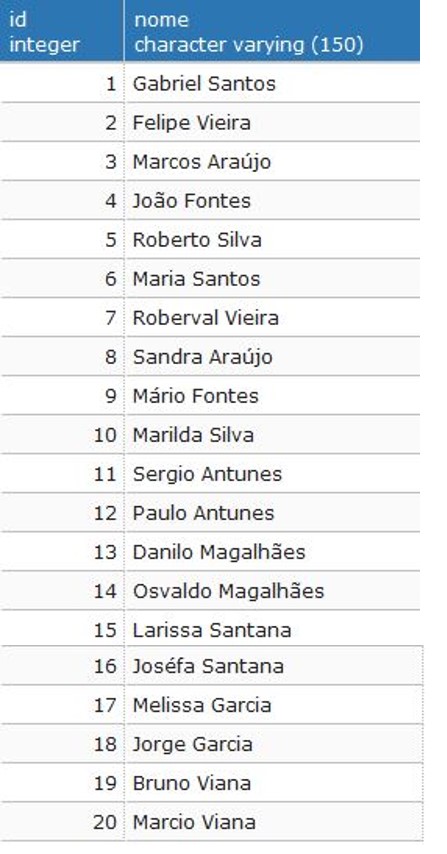 id nome
integer character varying (150)
1 Gabriel Santos
2 Felipe Vieira
3 Marcos Araújo
4 João Fontes
5 Roberto Silva
6 Maria Santos
7 Roberval Vieira
8 Sandra Araújo
9 Mário Fontes
10 Marilda Silva
11 Sergio Antunes
12 Paulo Antunes
13 Danilo Magalhães
14 Osvaldo Magalhães
15 Larissa Santana
16 Joséfa Santana
17 Melissa Garcia
18 Jorge Garcia
19 Bruno Viana
20 Marcio Viana